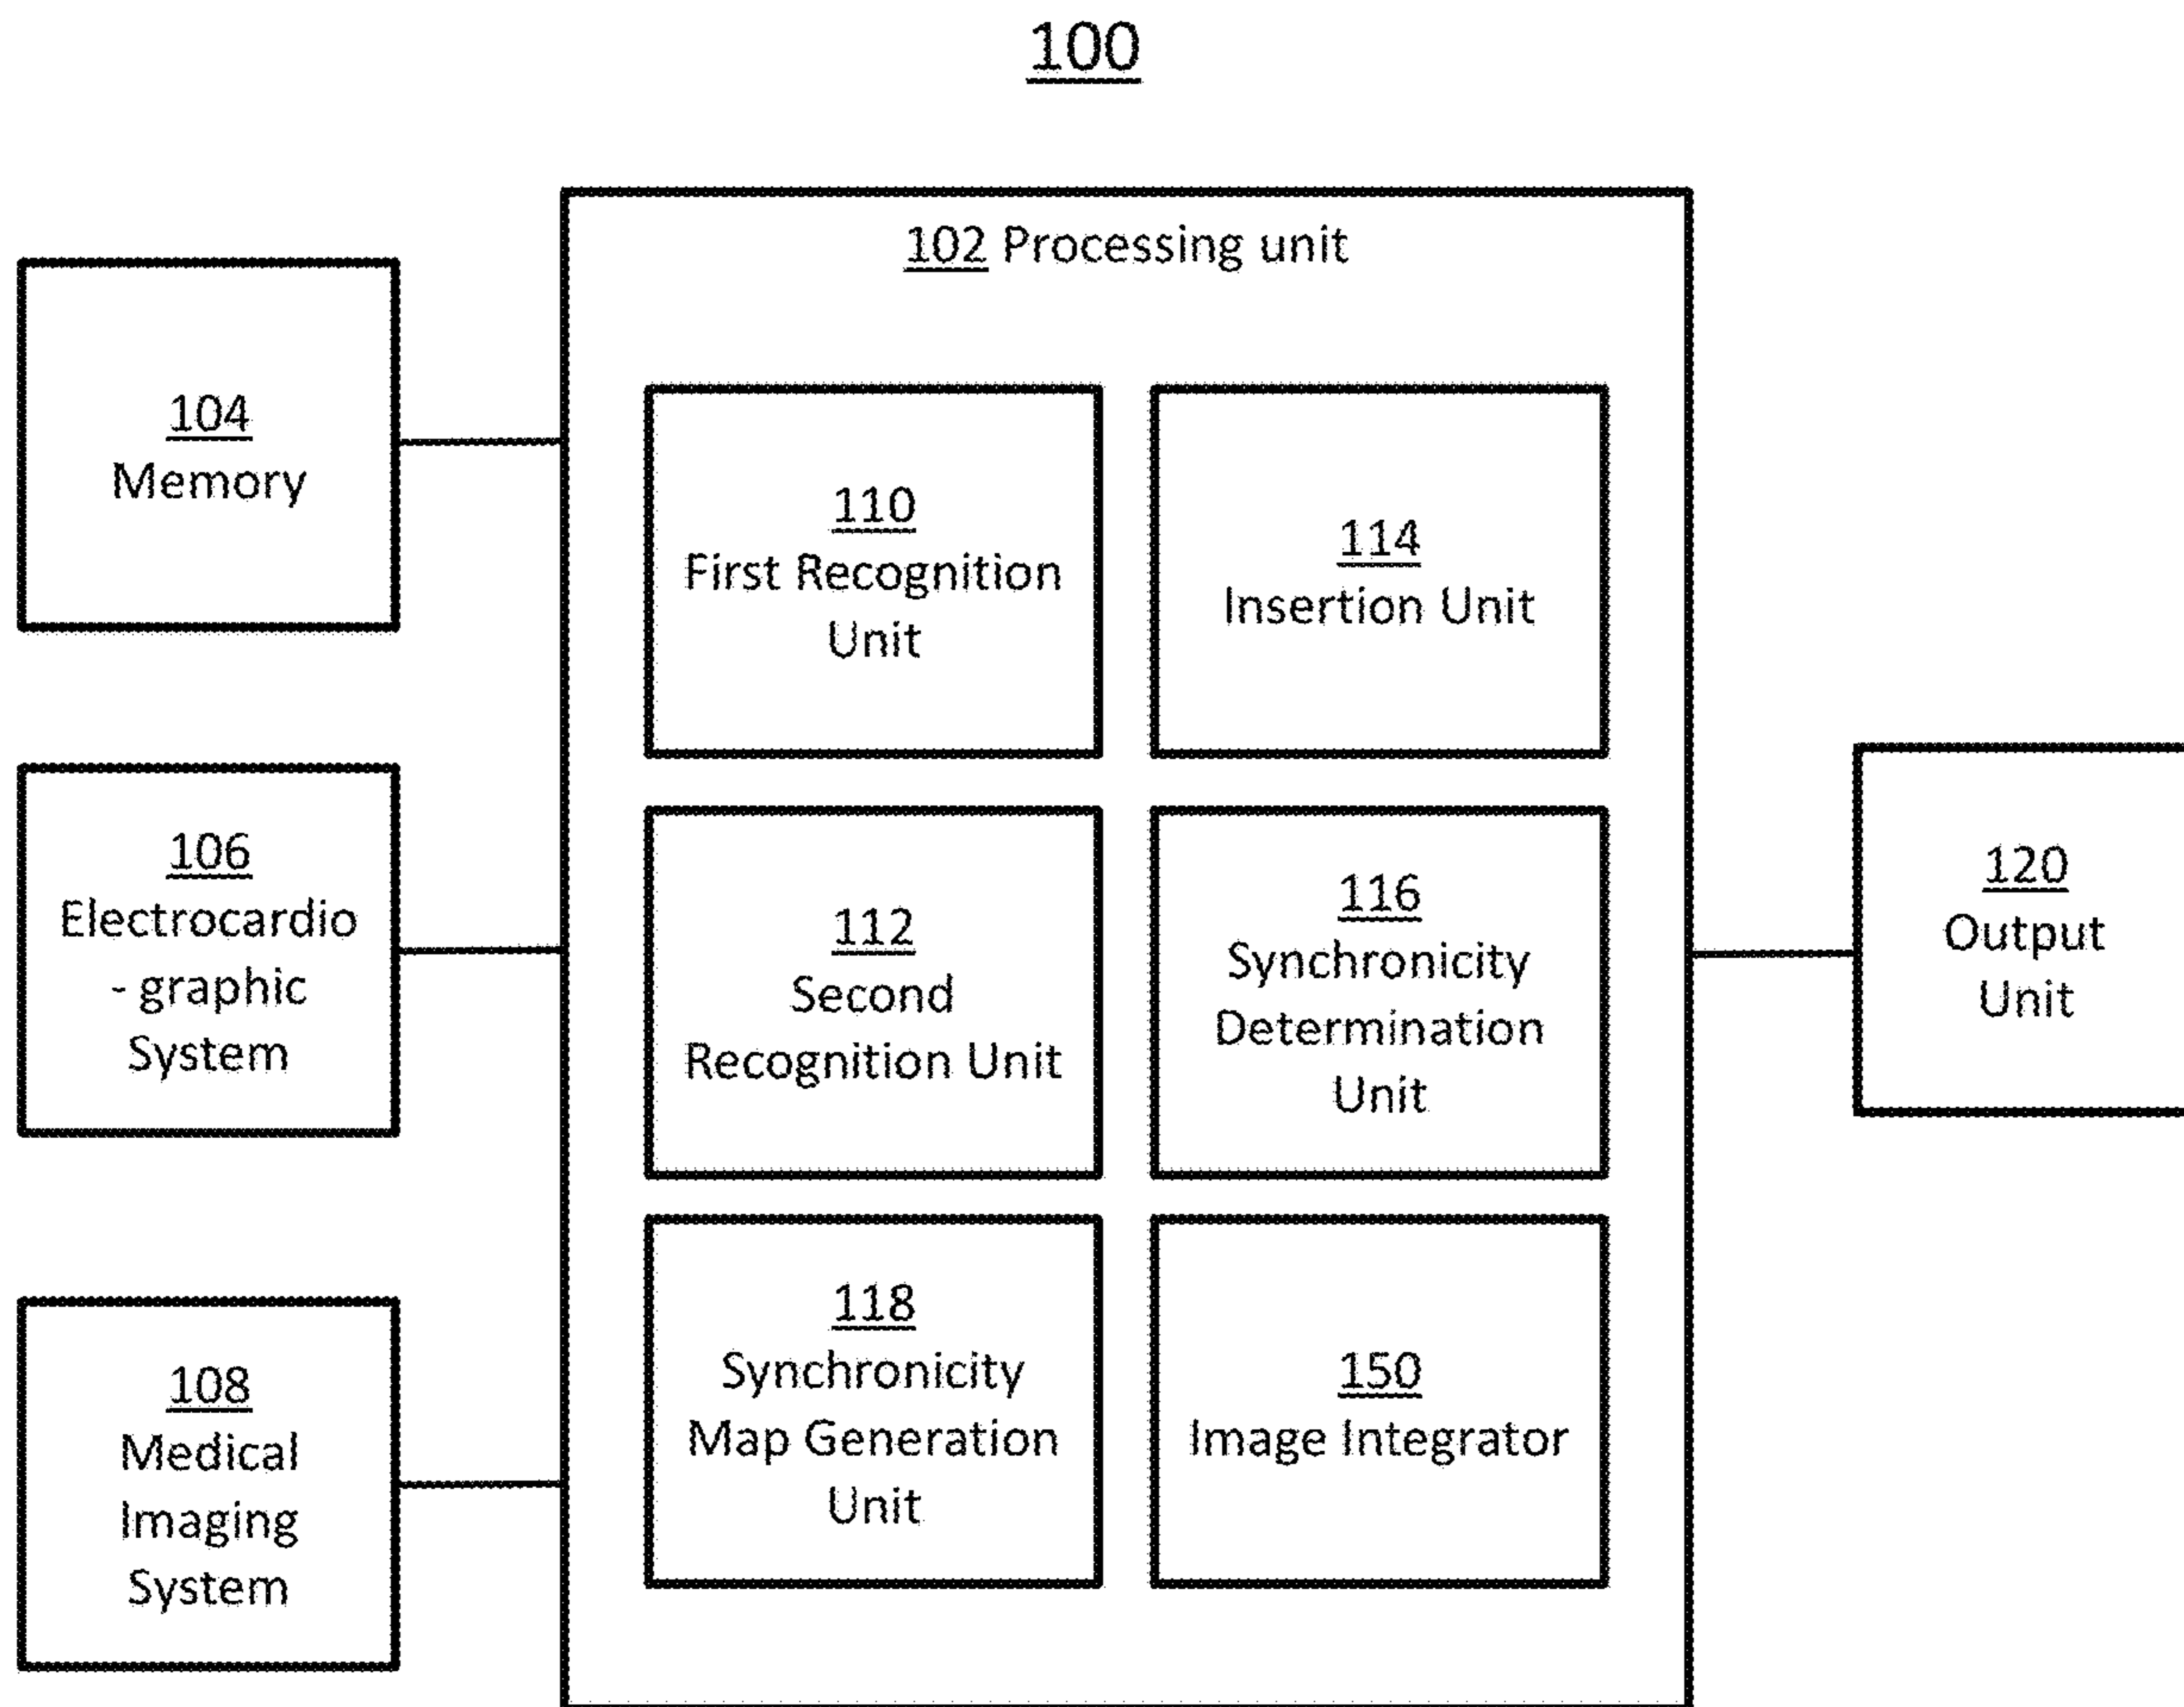 100
102 Processing unit
104
Memory
106
Electrocardio
- graphic
System
108
Medical
Imaging
System
110
First Recognition
Unit
114
Insertion Unit
112
Second
Recognition Unit
116
Synchronicity
Determination
Unit
118
Synchronicity
Map Generation
Unit
150
Image Integrator
120
Output
Unit